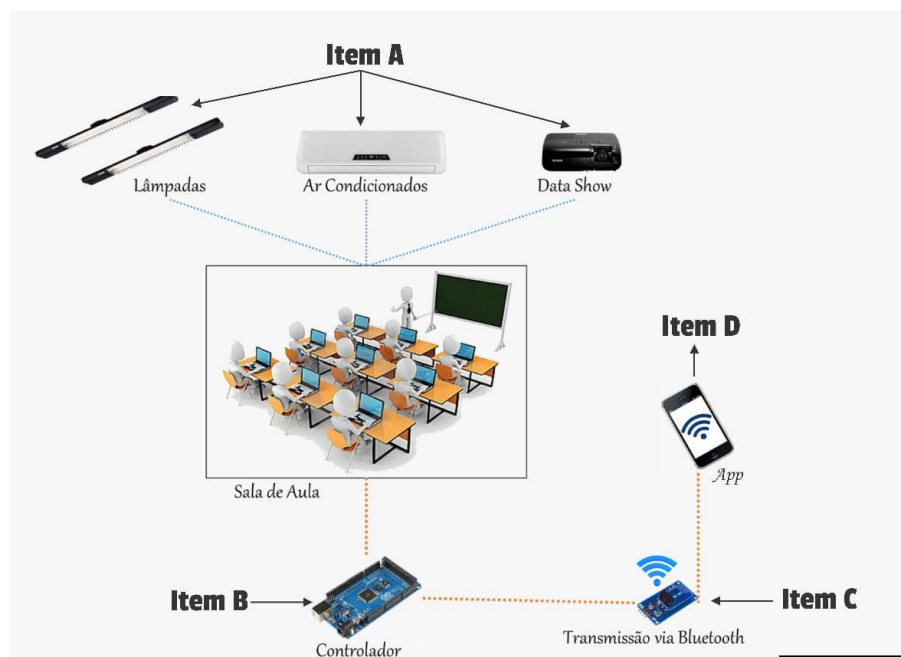 Item A
Lâmpadas
Ar Condicionados
Data Show
Item D
App
Sala de Aula
Item B
Item C
Controlador
Transmissão via Bluetooth